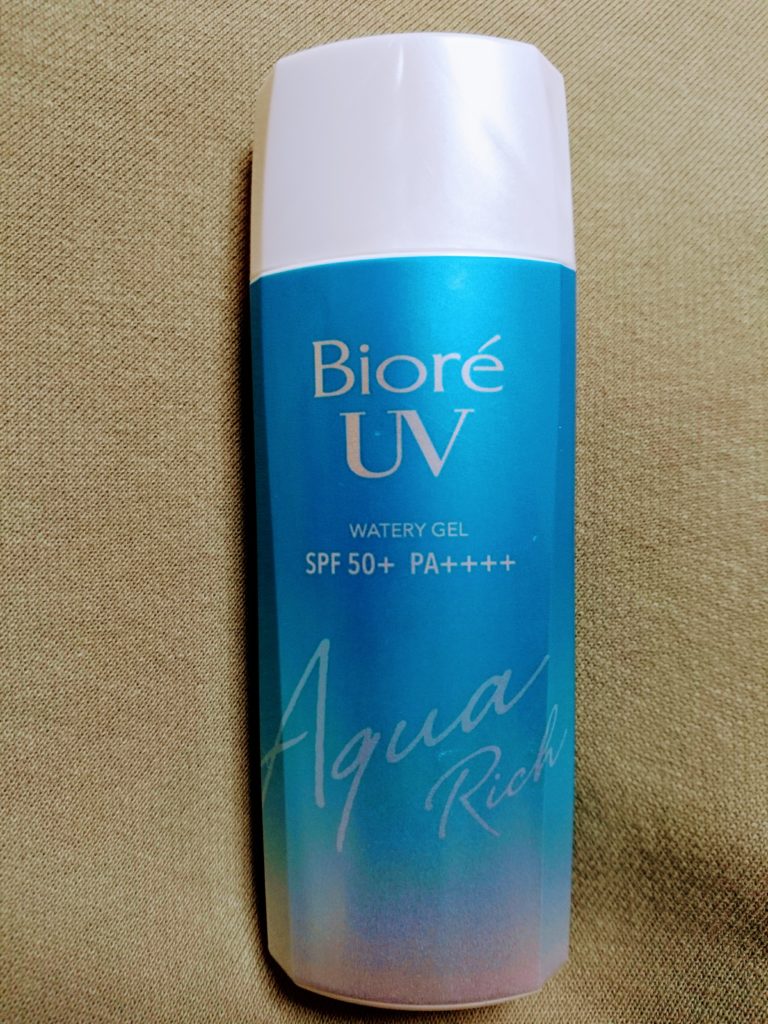 Bioré
UV
WATERY GEL
SPF 50+ PA++++
Aqua
Rich